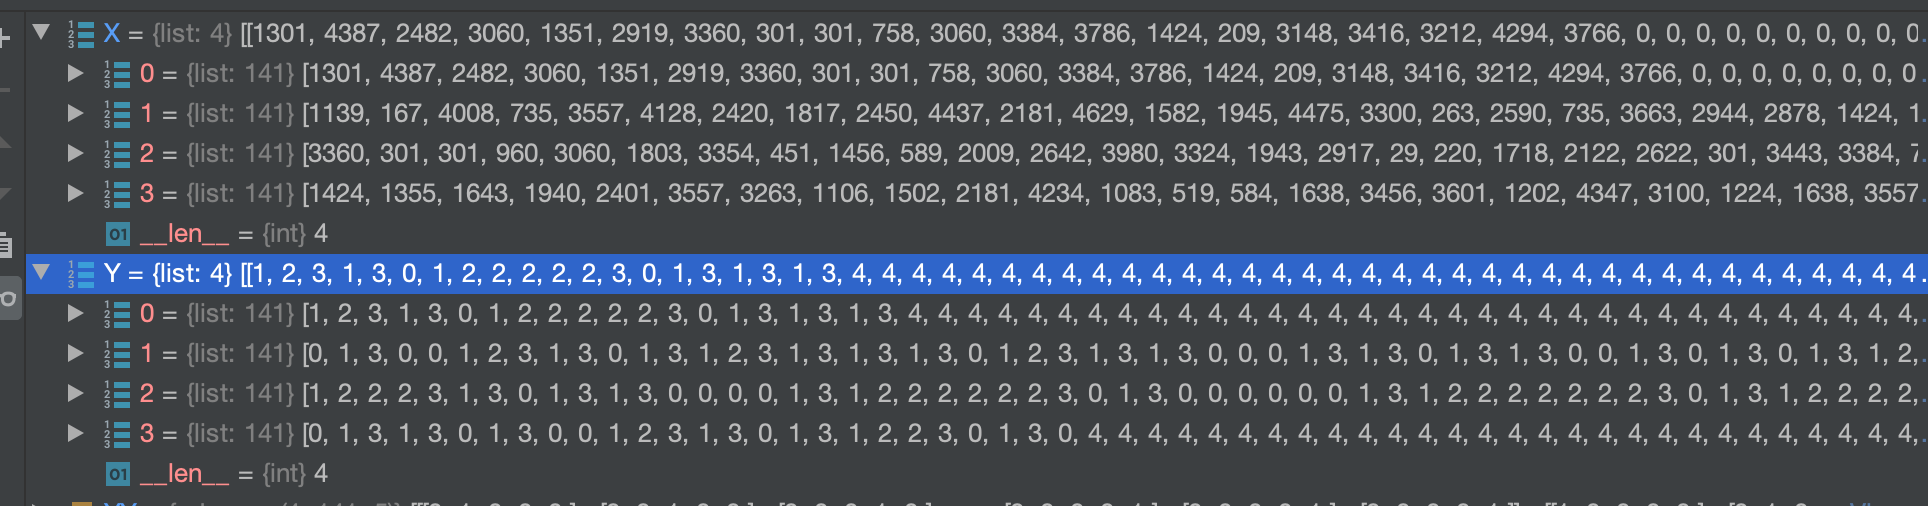 X = {list: 4} [[1301, 4387, 2482, 3060, 1351, 2919, 3360, 301, 301, 758, 3060, 3384, 3786, 1424, 209, 3148, 3416, 3212, 4294, 3766, 0, 0, 0, 0, 0, 0, 0, 0, 0, 0.
0 = {list: 141} [1301, 4387, 2482, 3060, 1351, 2919, 3360, 301, 301, 758, 3060, 3384, 3786, 1424, 209, 3148, 3416, 3212, 4294, 3766, 0, 0, 0, 0, 0, 0, 0, 0 .
1 = {list: 141} [1139, 167, 4008, 735, 3557, 4128, 2420, 1817, 2450, 4437, 2181, 4629, 1582, 1945, 4475, 3300, 263, 2590, 735, 3663, 2944, 2878, 1424, 1.
2 = {list: 141} [3360, 301, 301, 960, 3060, 1803, 3354, 451, 1456, 589, 2009, 2642, 3980, 3324, 1943, 2917, 29, 220, 1718, 2122, 2622, 301, 3443, 3384, 7.
3 = {list: 141} [1424, 1355, 1643, 1940, 2401, 3557, 3263, 1106, 1502, 2181, 4234, 1083, 519, 584, 1638, 3456, 3601, 1202, 4347, 3100, 1224, 1638, 3557.
01 __len__ = {int} 4
Y = {list: 4} [[1, 2, 3, 1, 3, 0, 1, 2, 2, 2, 2, 2, 3, 0, 1, 3, 1, 3, 1, 3, 4, 4, 4, 4, 4, 4, 4, 4, 4, 4, 4, 4, 4, 4, 4, 4, 4, 4, 4, 4, 4, 4, 4, 4, 4, 4, 4, 4, 4, 4, 4, 4, 4, 4, 4, 4 .
0 = {list: 141} [1, 2, 3, 1, 3, 0, 1, 2, 2, 2, 2, 2, 3, 0, 1, 3, 1, 3, 1, 3, 4, 4, 4, 4, 4, 4, 4, 4, 4, 4, 4, 4, 4, 4, 4, 4, 4, 4, 4, 4, 4, 4, 4, 4, 4, 4, 4, 4, 4, 4, 4, 4, 4, 4,.
1 = {list: 141} [0, 1, 3, 0, 0, 1, 2, 3, 1, 3, 0, 1, 3, 1, 2, 3, 1, 3, 1, 3, 1, 3, 0, 1, 2, 3, 1, 3, 1, 3, 0, 0, 0, 1, 3, 1, 3, 0, 1, 3, 1, 3, 0, 0, 1, 3, 0, 1, 3, 0, 1, 3, 1, 2,.
2 = {list: 141} [1, 2, 2, 2, 3, 1, 3, 0, 1, 3, 1, 3, 0, 0, 0, 0, 1, 3, 1, 2, 2, 2, 2, 2, 2, 3, 0, 1, 3, 0, 0, 0, 0, 0, 0, 1, 3, 1, 2, 2, 2, 2, 2, 2, 2, 3, 0, 1, 3, 1, 2, 2, 2, 2,.
3 = {list: 141} [0, 1, 3, 1, 3, 0, 1, 3, 0, 0, 1, 2, 3, 1, 3, 0, 1, 3, 1, 2, 2, 3, 0, 1, 3, 0, 4, 4, 4, 4, 4, 4, 4, 4, 4, 4, 4, 4, 4, 4, 4, 4, 4, 4, 4, 4, 4, 4, 4, 4, 4, 4, 4, 4,.
01 __len__ = {int} 4